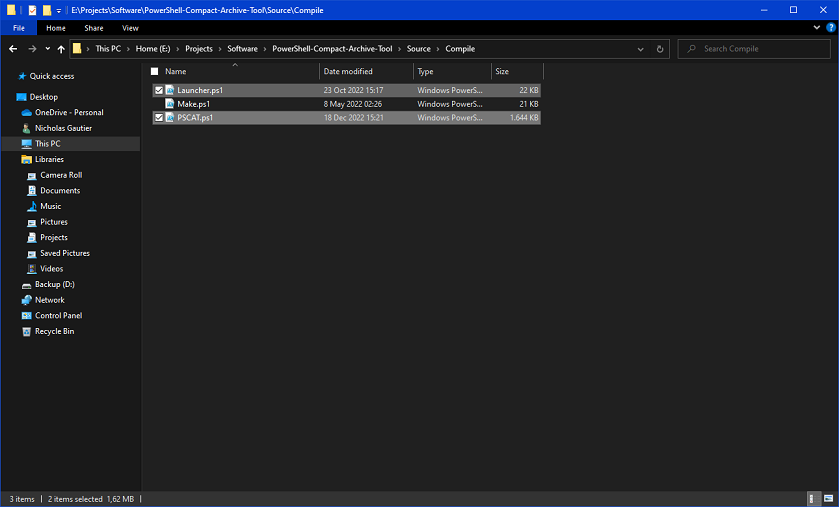 E:\Projects\Software\PowerShell-Compact-Archive-Tool\Source\Compile
File Home Share View
This PC > Home (E:) > Projects > Software > PowerShell-Compact-Archive-Tool > Source > Compile
Search Compile
Name Date modified Type Size
Launcher.ps1 23 Oct 2022 15:17 Windows PowerS... 22 KB
Make.ps1 8 May 2022 02:26 Windows PowerS... 21 KB
PSCAT.ps1 18 Dec 2022 15:21 Windows PowerS... 1.644 KB
Quick access
Desktop
OneDrive - Personal
Nicholas Gautier
This PC
Libraries
Camera Roll
Documents
Music
Pictures
Projects
Saved Pictures
Videos
Backup (D:)
Network
Control Panel
Recycle Bin
3 items 2 items selected 1,62 MB